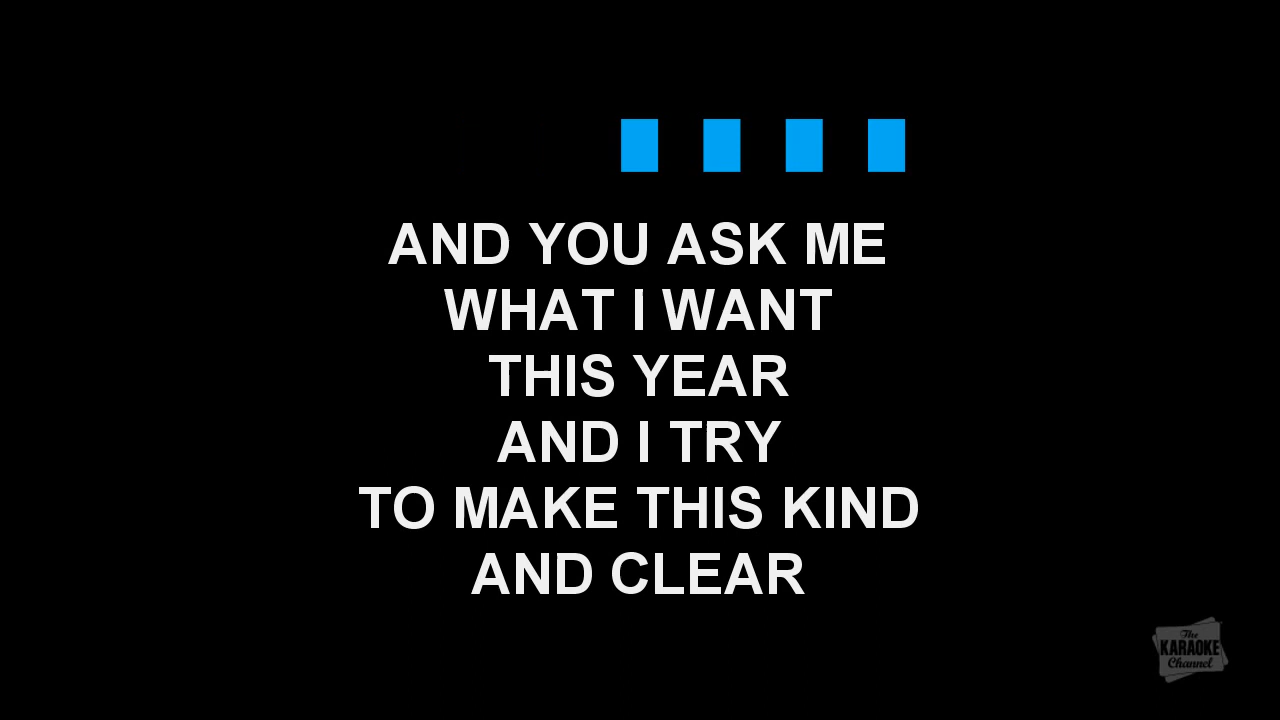 AND YOU ASK ME
WHAT I WANT
THIS YEAR
AND I TRY
TO MAKE THIS KIND
AND CLEAR
The
KARAOKE
Channel